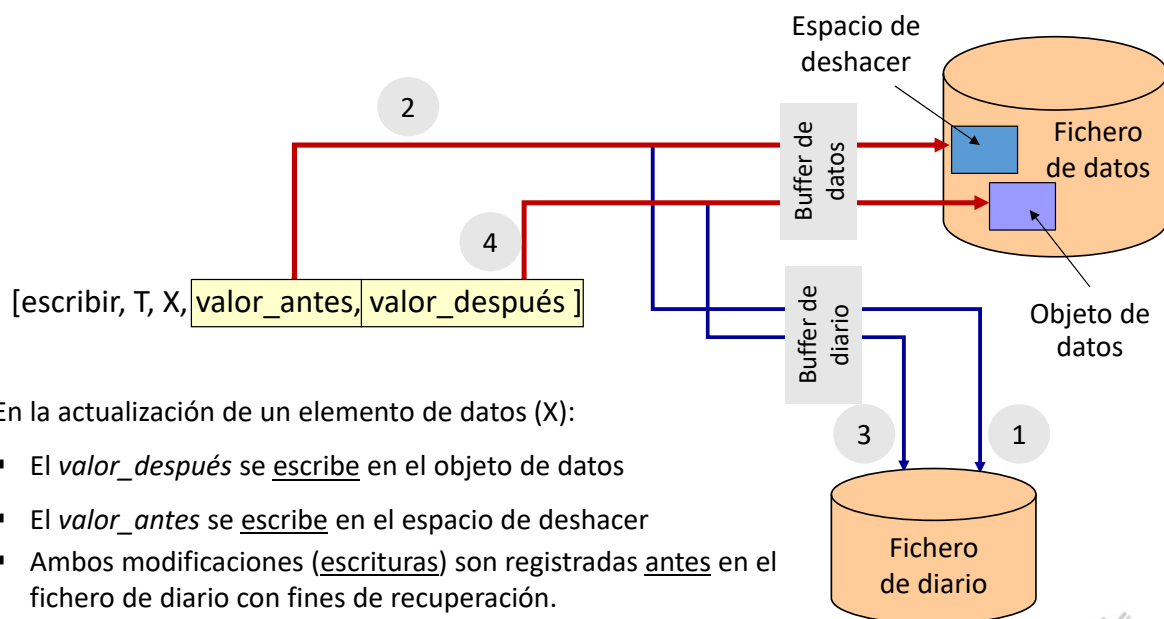 Espacio de
deshacer
2
Buffer de
datos
Fichero
de datos
4
[escribir, T, X, valor_antes, valor_después ]
Buffer de
diario
Objeto de
datos
En la actualización de un elemento de datos (X):
3
1
▪ El valor_después se escribe en el objeto de datos
▪ El valor_antes se escribe en el espacio de deshacer
▪ Ambos modificaciones (escrituras) son registradas antes en el
fichero de diario con fines de recuperación.
Fichero
de diario